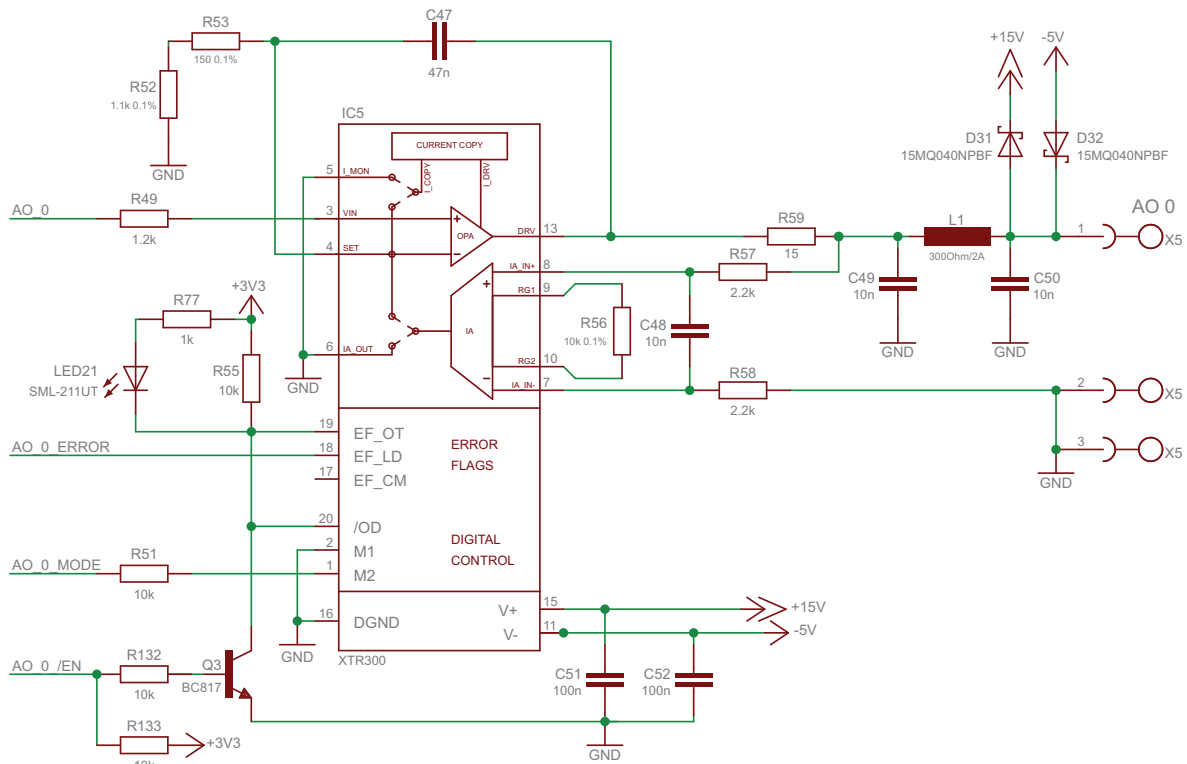 C47
R53
150 0.1%
47n
R52
1.1k 0.1%
GND
IC5
CURRENT COPY
I_COPY
I_DRV
5
I_MON
AO_0
R49
1.2k
3
VIN
4
SET
OPA
DRV
13
R59
15
+15V
-5V
D31
15MQ040NPBF
D32
15MQ040NPBF
L1
300Ohm/2A
AO 0
1
X5
IA_IN+
8
R57
2.2k
RG1
9
C49
10n
C50
10n
GND
GND
+3V3
R77
1k
IA
R56
10k 0.1%
C48
10n
6
IA_OUT
GND
RG2
10
IA_IN-
7
R58
2.2k
2
X5
3
X5
GND
LED21
SML-211UT
R55
10k
19
EF_OT
AO_0_ERROR
18
EF_LD
17
EF_CM
ERROR
FLAGS
20
/OD
2
M1
DIGITAL
CONTROL
AO_0_MODE
R51
10k
1
M2
16
DGND
GND
V+
15
+15V
V-
11
-5V
XTR300
AO_0_/EN
R132
10k
Q3
BC817
C51
100n
C52
100n
R133
+3V3
GND